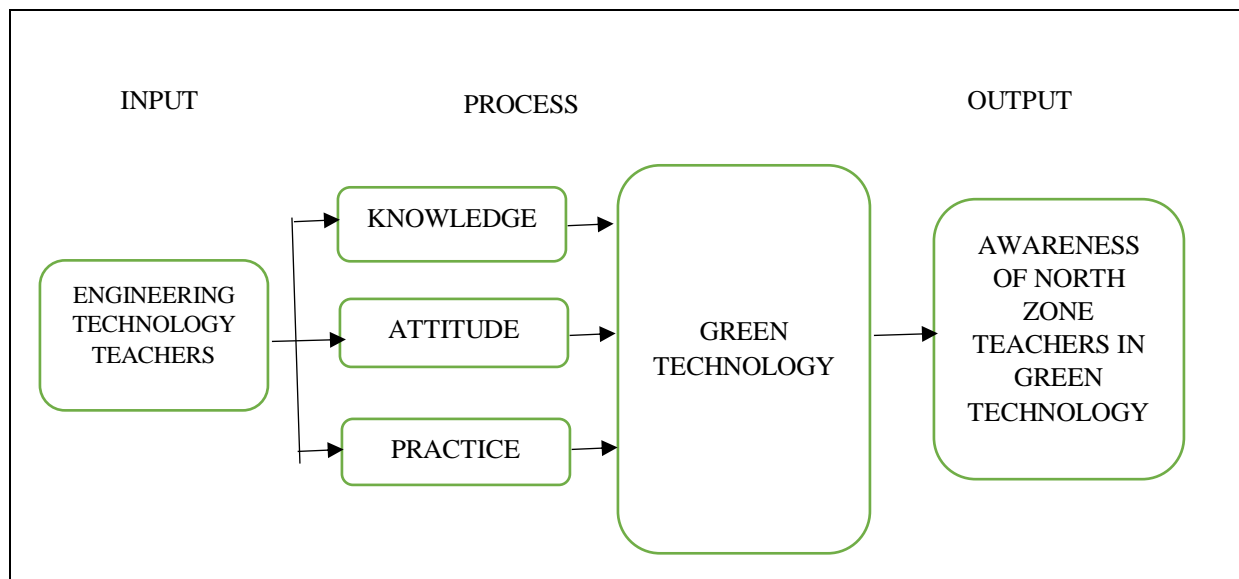 INPUT
PROCESS
OUTPUT
ENGINEERING
TECHNOLOGY
TEACHERS
KNOWLEDGE
ATTITUDE
PRACTICE
GREEN
TECHNOLOGY
AWARENESS
OF NORTH
ZONE
TEACHERS IN
GREEN
TECHNOLOGY